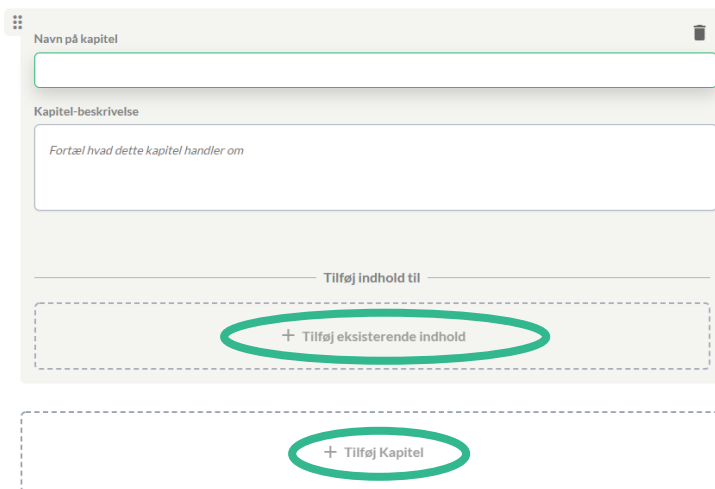 Navn på kapitel
Kapitel-beskrivelse
Fortæl hvad dette kapitel handler om
Tilføj indhold til
+ Tilføj eksisterende indhold
+ Tilføj Kapitel